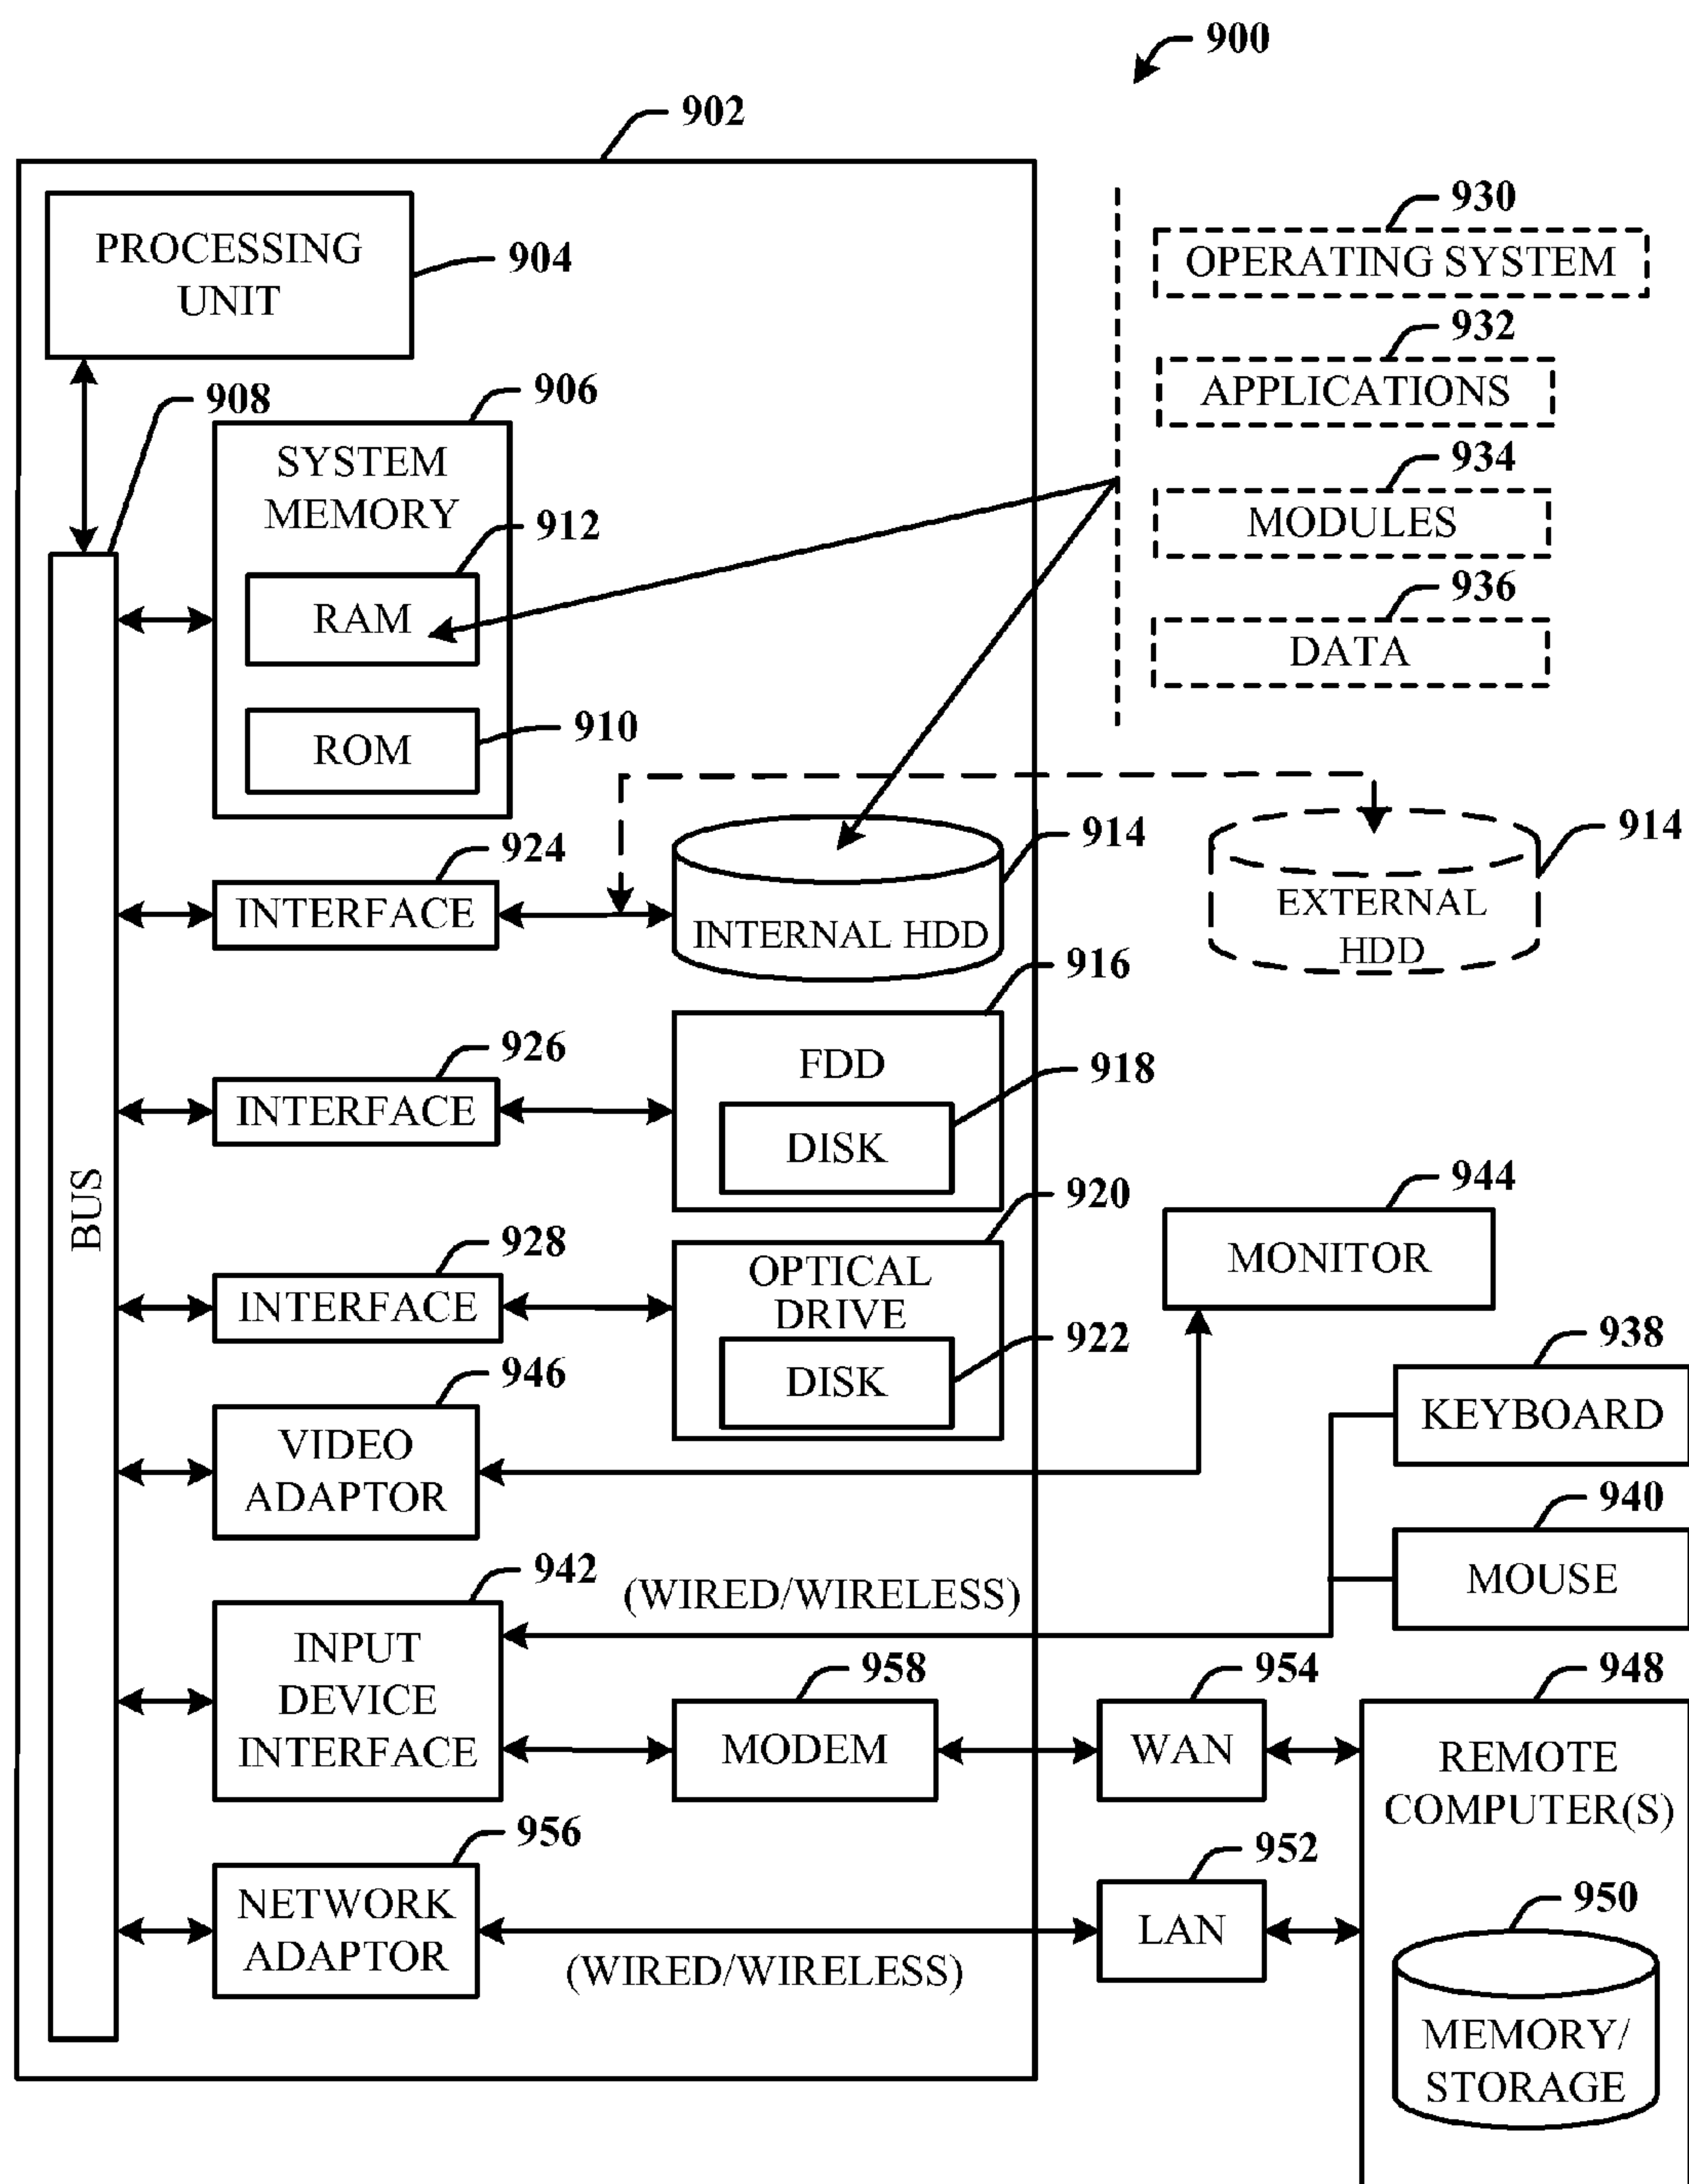 900
902
PROCESSING
UNIT
904
930
OPERATING SYSTEM
932
APPLICATIONS
934
MODULES
936
DATA
908
906
SYSTEM
MEMORY
912
RAM
910
ROM
924
INTERFACE
914
INTERNAL HDD
914
EXTERNAL
HDD
926
INTERFACE
916
FDD
918
DISK
BUS
928
INTERFACE
920
OPTICAL
DRIVE
922
DISK
944
MONITOR
946
VIDEO
ADAPTOR
938
KEYBOARD
940
MOUSE
942
INPUT
DEVICE
INTERFACE
(WIRED/WIRELESS)
958
MODEM
954
WAN
948
REMOTE
COMPUTER(S)
956
NETWORK
ADAPTOR
(WIRED/WIRELESS)
952
LAN
950
MEMORY/
STORAGE